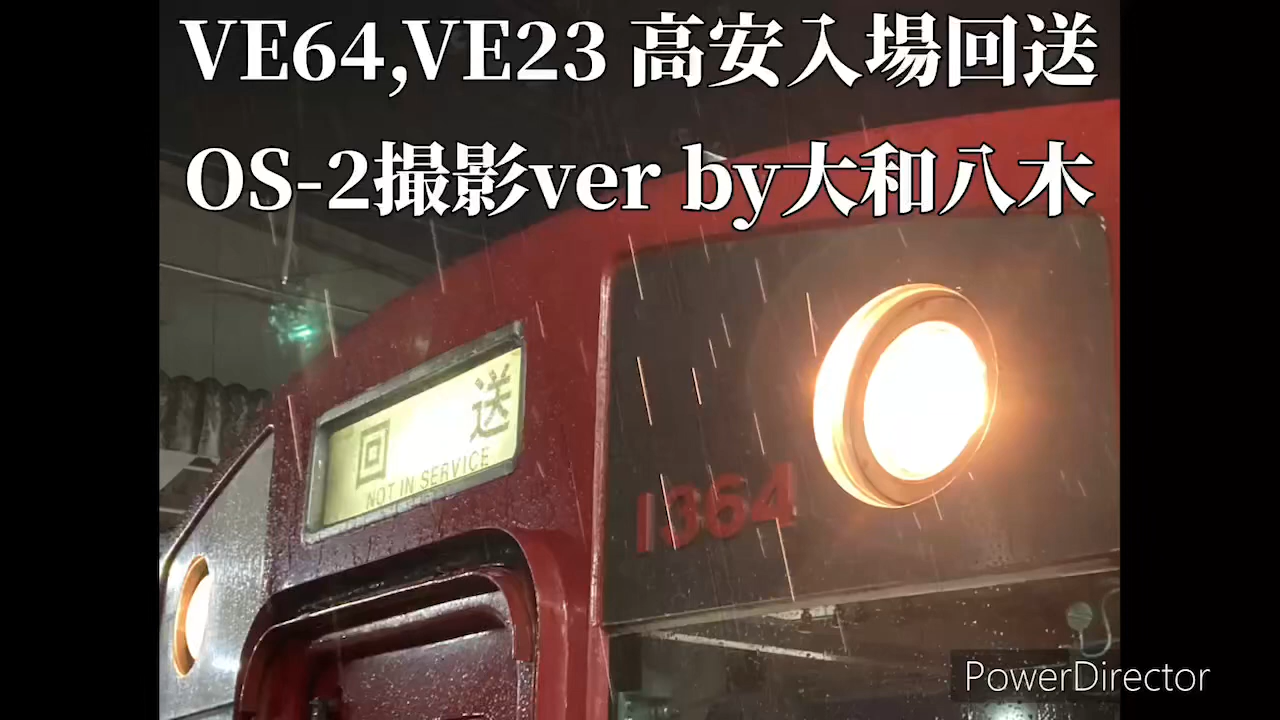 VE64,VE23 高安入場回送
OS-2撮影ver by大和八木
回送
NOT IN SERVICE
1364
PowerDirector